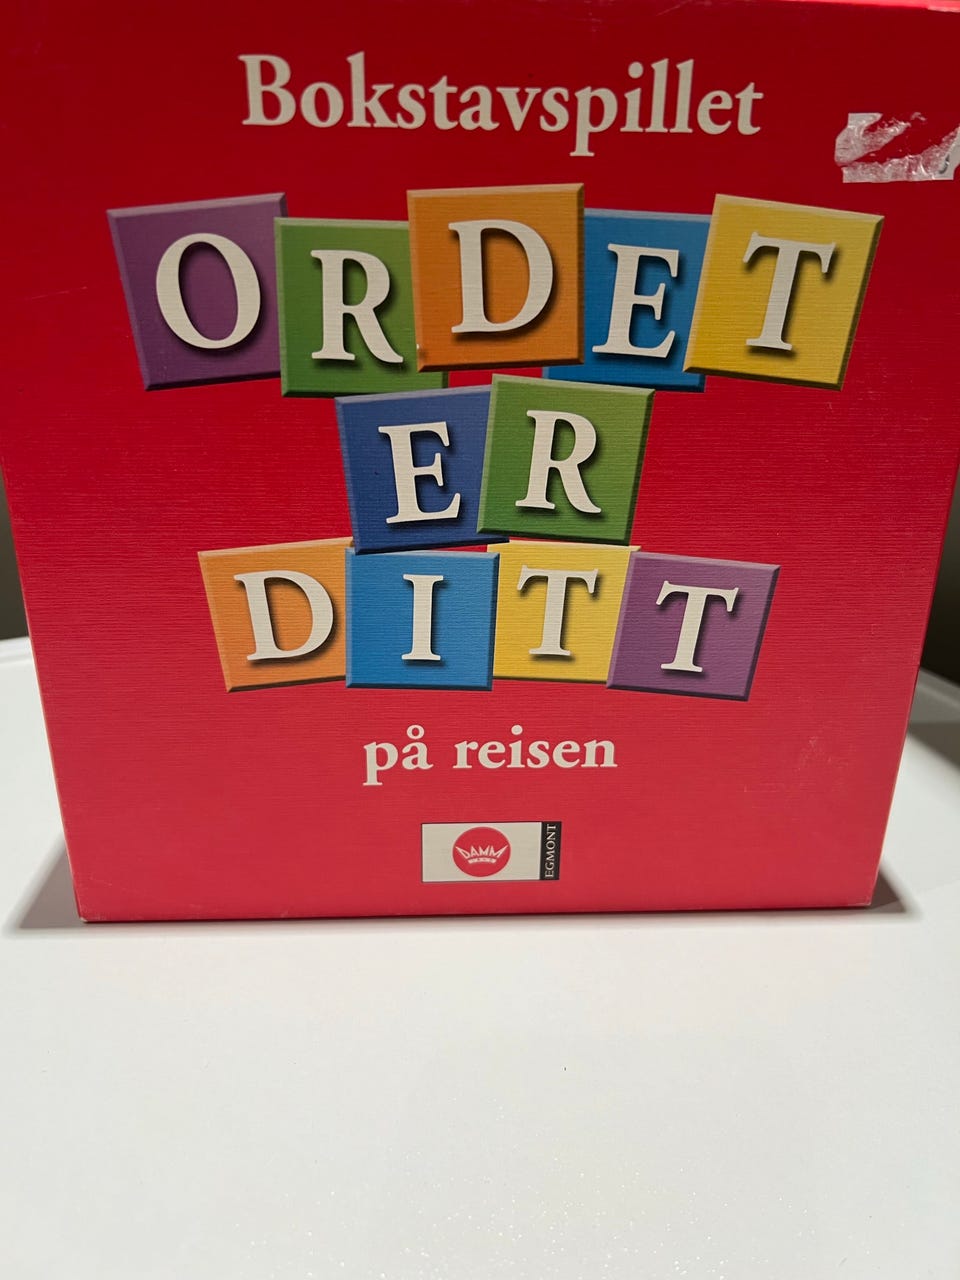 Bokstavspillet
ORDET
ER
DITT
på reisen
DAMM
EGMONT